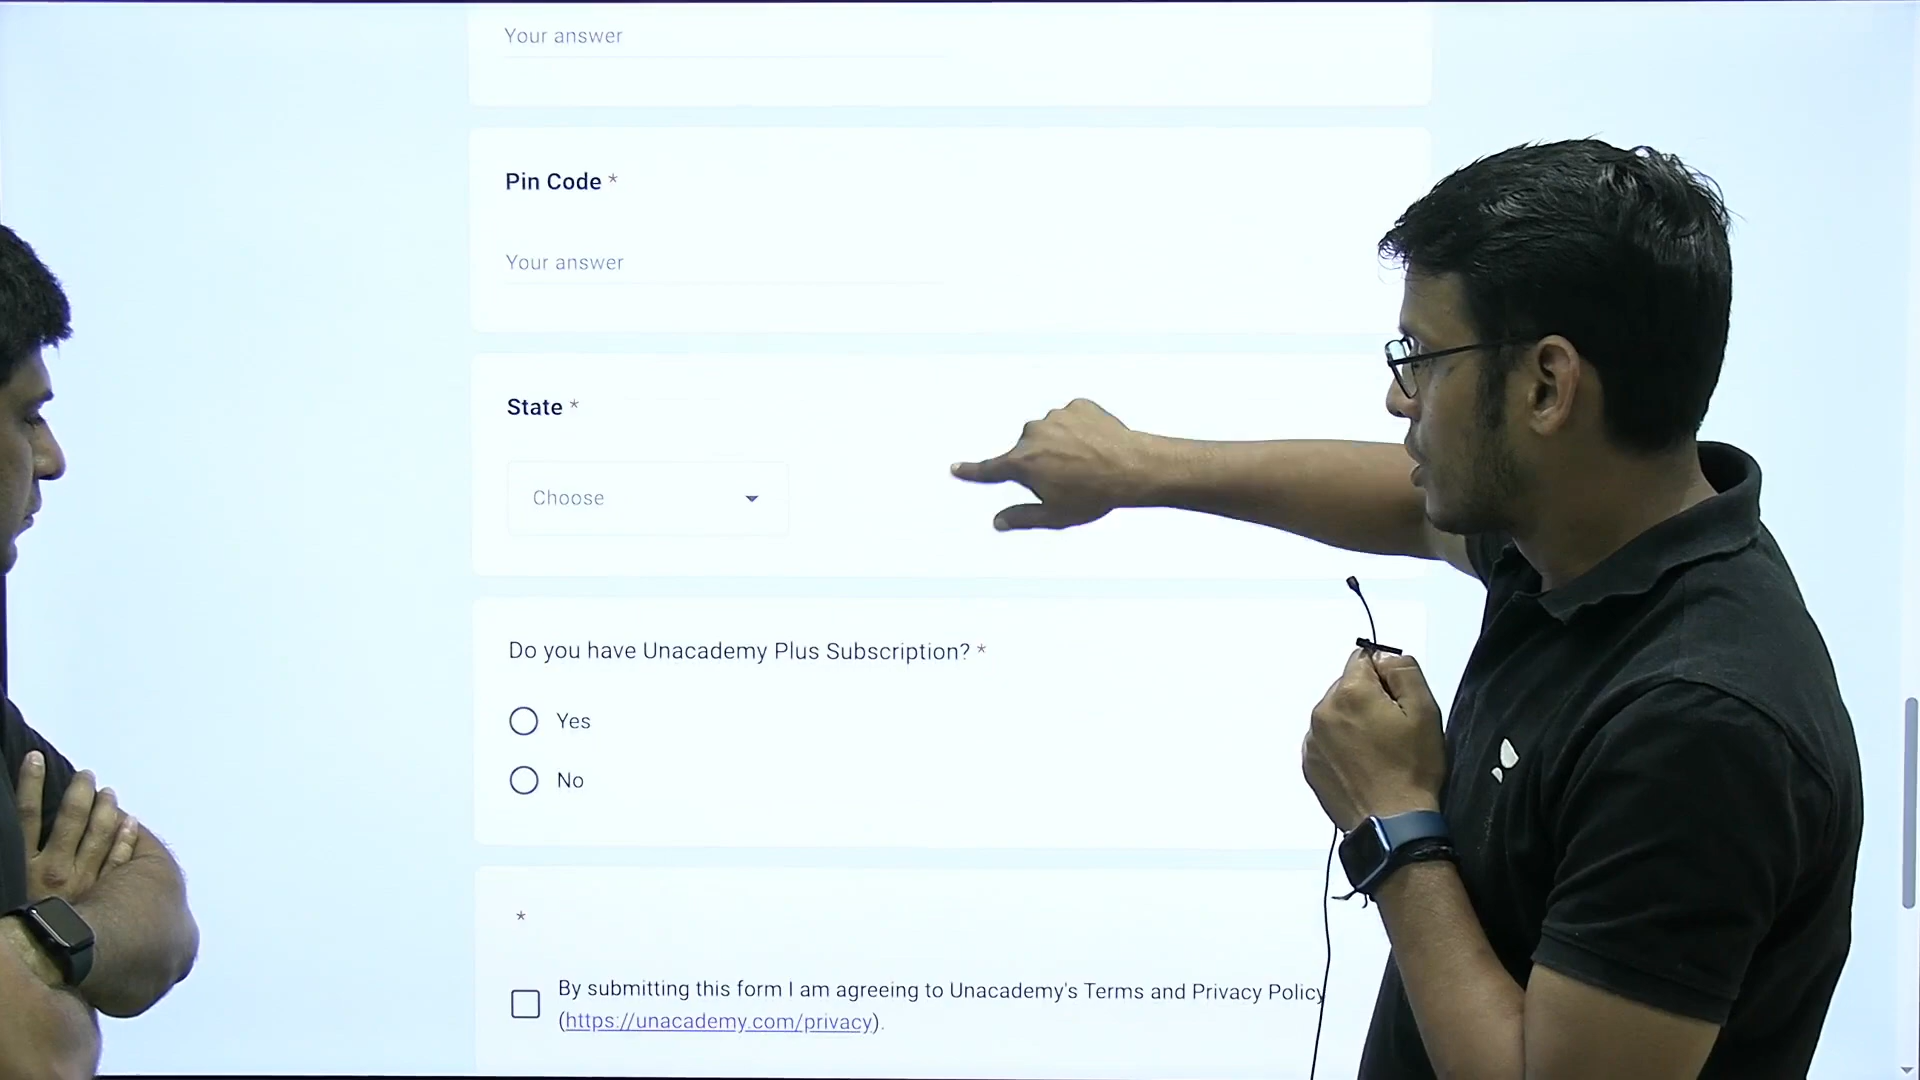 Your answer
Pin Code *
Your answer
State *
Choose
Do you have Unacademy Plus Subscription? *
Yes
No
*
By submitting this form I am agreeing to Unacademy's Terms and Privacy Policy
(https://unacademy.com/privacy).